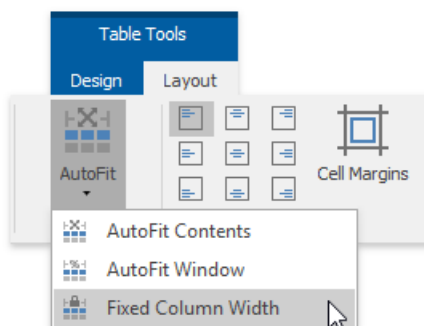 Table Tools
Design Layout
AutoFit
Cell Margins
AutoFit Contents
AutoFit Window
Fixed Column Width